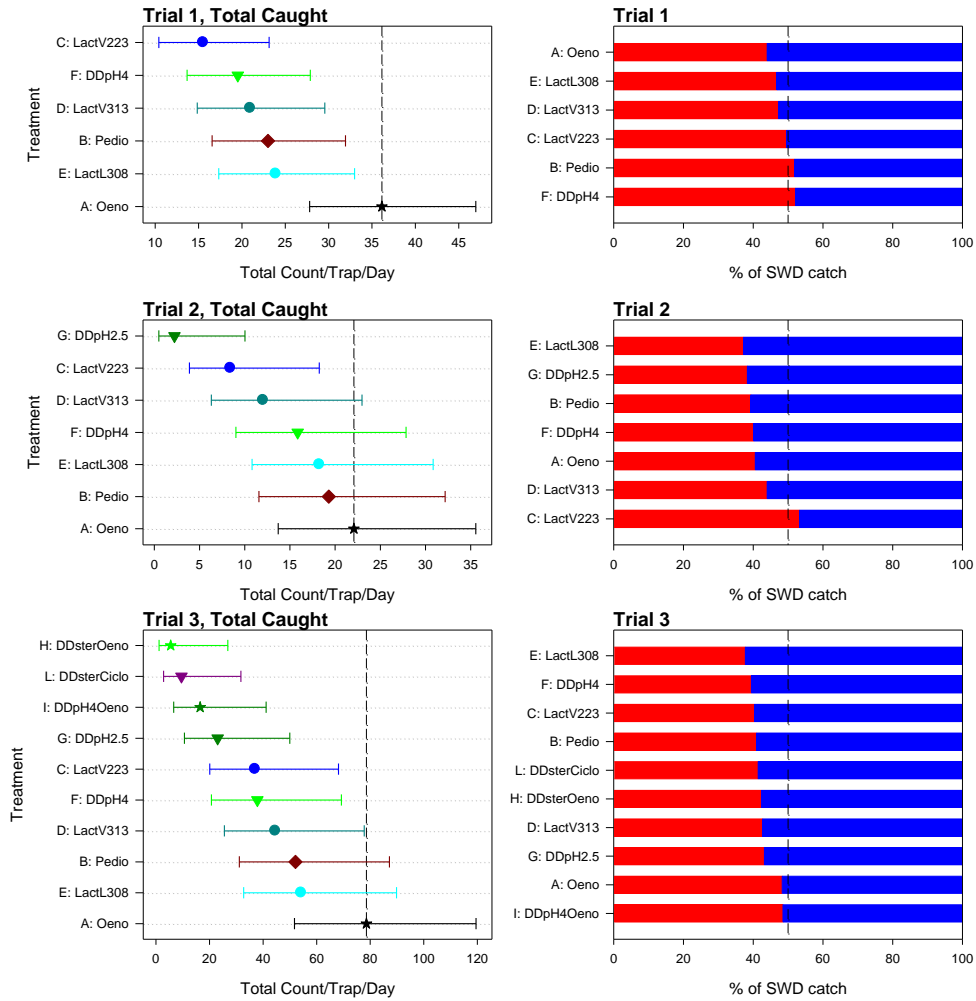 Trial 1, Total Caught
C: LactV223
F: DDpH4
D: LactV313
B: Pedio
E: LactL308
A: Oeno
Treatment
10 15 20 25 30 35 40 45
Total Count/Trap/Day
Trial 1
A: Oeno
E: LactL308
D: LactV313
C: LactV223
B: Pedio
F: DDpH4
0 20 40 60 80 100
% of SWD catch
Trial 2, Total Caught
G: DDpH2.5
C: LactV223
D: LactV313
F: DDpH4
E: LactL308
B: Pedio
A: Oeno
Treatment
0 5 10 15 20 25 30 35
Total Count/Trap/Day
Trial 2
E: LactL308
G: DDpH2.5
B: Pedio
F: DDpH4
A: Oeno
D: LactV313
C: LactV223
0 20 40 60 80 100
% of SWD catch
Trial 3, Total Caught
H: DDsterOeno
L: DDsterCiclo
I: DDpH4Oeno
G: DDpH2.5
C: LactV223
F: DDpH4
D: LactV313
B: Pedio
E: LactL308
A: Oeno
Treatment
0 20 40 60 80 100 120
Total Count/Trap/Day
Trial 3
E: LactL308
F: DDpH4
C: LactV223
B: Pedio
L: DDsterCiclo
H: DDsterOeno
D: LactV313
G: DDpH2.5
A: Oeno
I: DDpH4Oeno
0 20 40 60 80 100
% of SWD catch